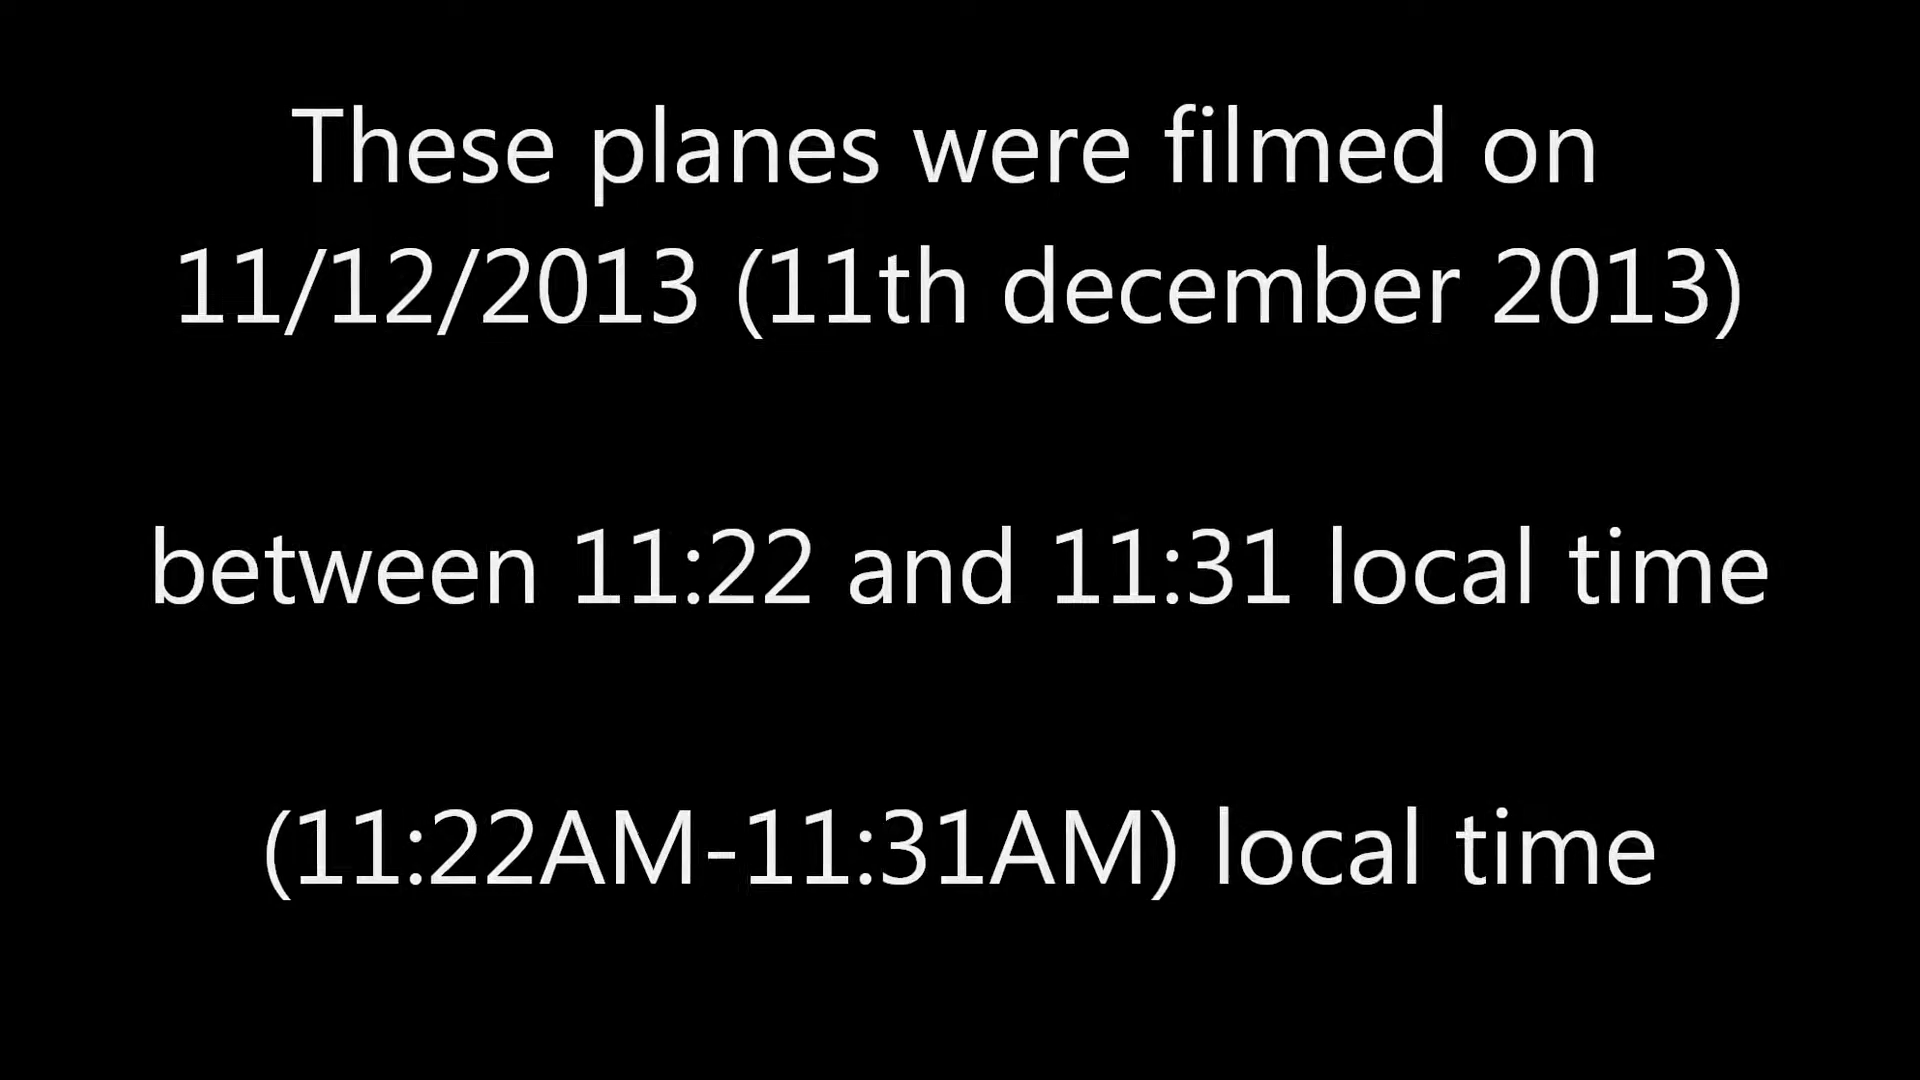 These planes were filmed on
11/12/2013 (11th december 2013)
between 11:22 and 11:31 local time
(11:22AM-11:31AM) local time